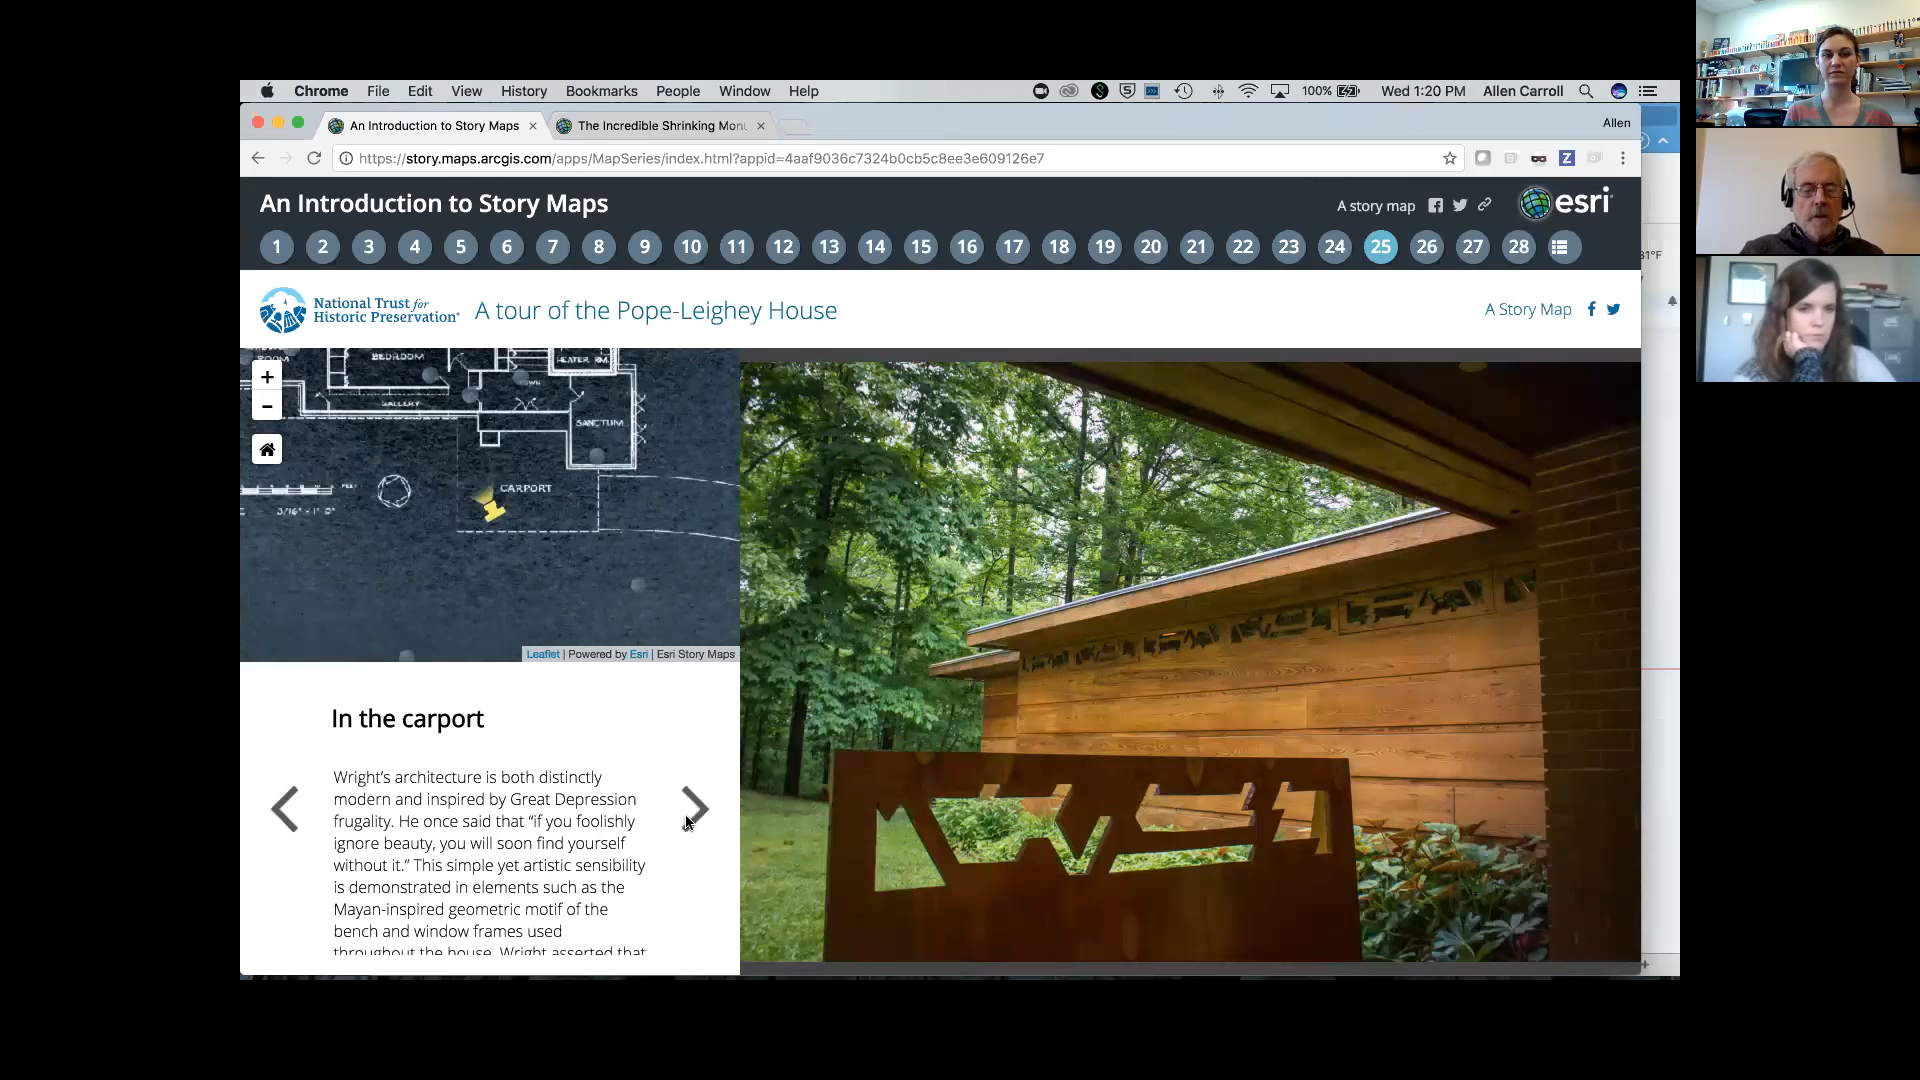 Chrome File Edit View History Bookmarks People Window Help 100% Wed 1:20 PM Allen Carroll
An Introduction to Story Maps The Incredible Shrinking Mon Allen
https://story.maps.arcgis.com/apps/MapSeries/index.html?appid=4aaf9036c7324b0cb5c8ee3e609126e7
An Introduction to Story Maps A story map esri
1 2 3 4 5 6 7 8 9 10 11 12 13 14 15 16 17 18 19 20 21 22 23 24 25 26 27 28
National Trust for
Historic Preservation® A tour of the Pope-Leighey House A Story Map
ROOM BEDROOM HEATER RM.
GALLERY
SANCTUM
CARPORT
3/16" = 1'-0"
Leaflet | Powered by Esri | Esri Story Maps
In the carport
Wright’s architecture is both distinctly
modern and inspired by Great Depression
frugality. He once said that “if you foolishly
ignore beauty, you will soon find yourself
without it.” This simple yet artistic sensibility
is demonstrated in elements such as the
Mayan-inspired geometric motif of the
bench and window frames used
throughout the house. Wright asserted that